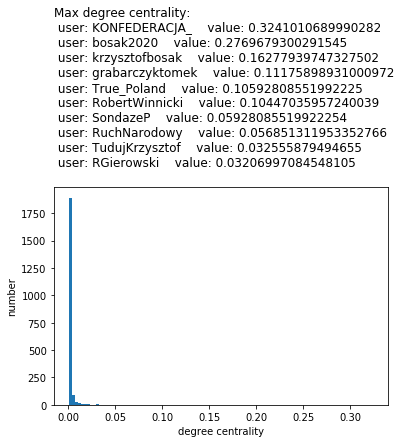 Max degree centrality:
user: KONFEDERACJA_ value: 0.3241010689990282
user: bosak2020 value: 0.2769679300291545
user: krzysztofbosak value: 0.16277939747327502
user: grabarczyktomek value: 0.11175898931000972
user: True_Poland value: 0.10592808551992225
user: RobertWinnicki value: 0.10447035957240039
user: SondazeP value: 0.05928085519922254
user: RuchNarodowy value: 0.056851311953352766
user: TudujKrzysztof value: 0.032555879494655
user: RGierowski value: 0.03206997084548105
1750
1500
1250
1000
750
500
250
0
number
0.00 0.05 0.10 0.15 0.20 0.25 0.30
degree centrality